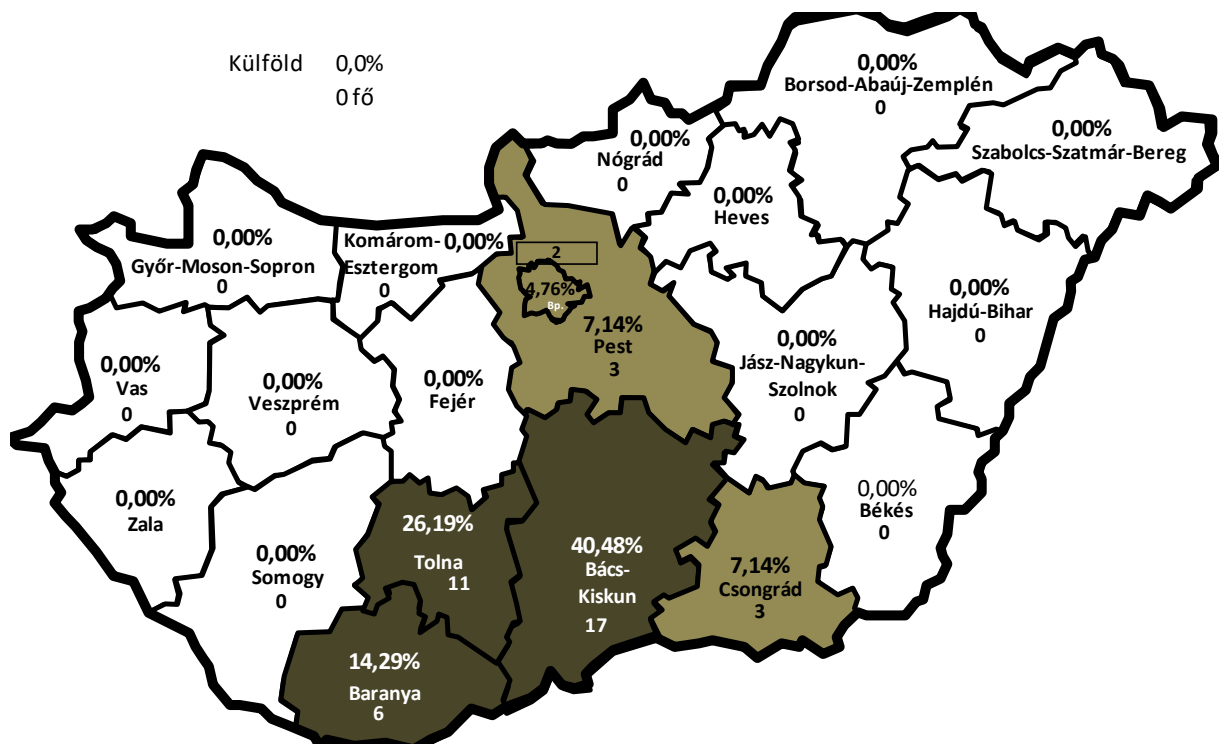 Külföld 0,0%
0 fő
0,00%
Borsod-Abaúj-Zemplén
0
0,00%
Szabolcs-Szatmár-Bereg
0
0,00%
Nógrád
0
0,00%
Heves
0,00%
Győr-Moson-Sopron
0
Komárom- 0,00%
Esztergom
0
2
4,76%
Bp.
7,14%
Pest
3
0,00%
Hajdú-Bihar
0
0,00%
Jász-Nagykun-
Szolnok
0
0,00%
Vas
0
0,00%
Veszprém
0
0,00%
Fejér
0,00%
Zala
0,00%
Békés
0
0,00%
Somogy
0
26,19%
Tolna
11
40,48%
Bács-
Kiskun
17
7,14%
Csongrád
3
14,29%
Baranya
6